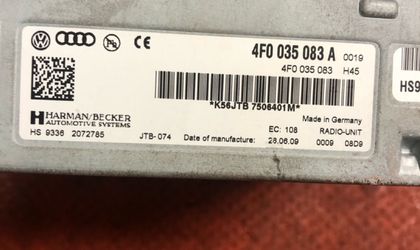 4F0 035 083 A 0019
4F0 035 083 H45
*K56JTB 7506401M*
Made in Germany
HARMAN/BECKER
AUTOMOTIVE SYSTEMS
EC: 108 RADIO-UNIT
HS 9336 2072785 JTB-074 Date of manufacture: 28.06.09 0009 08D9
HS9